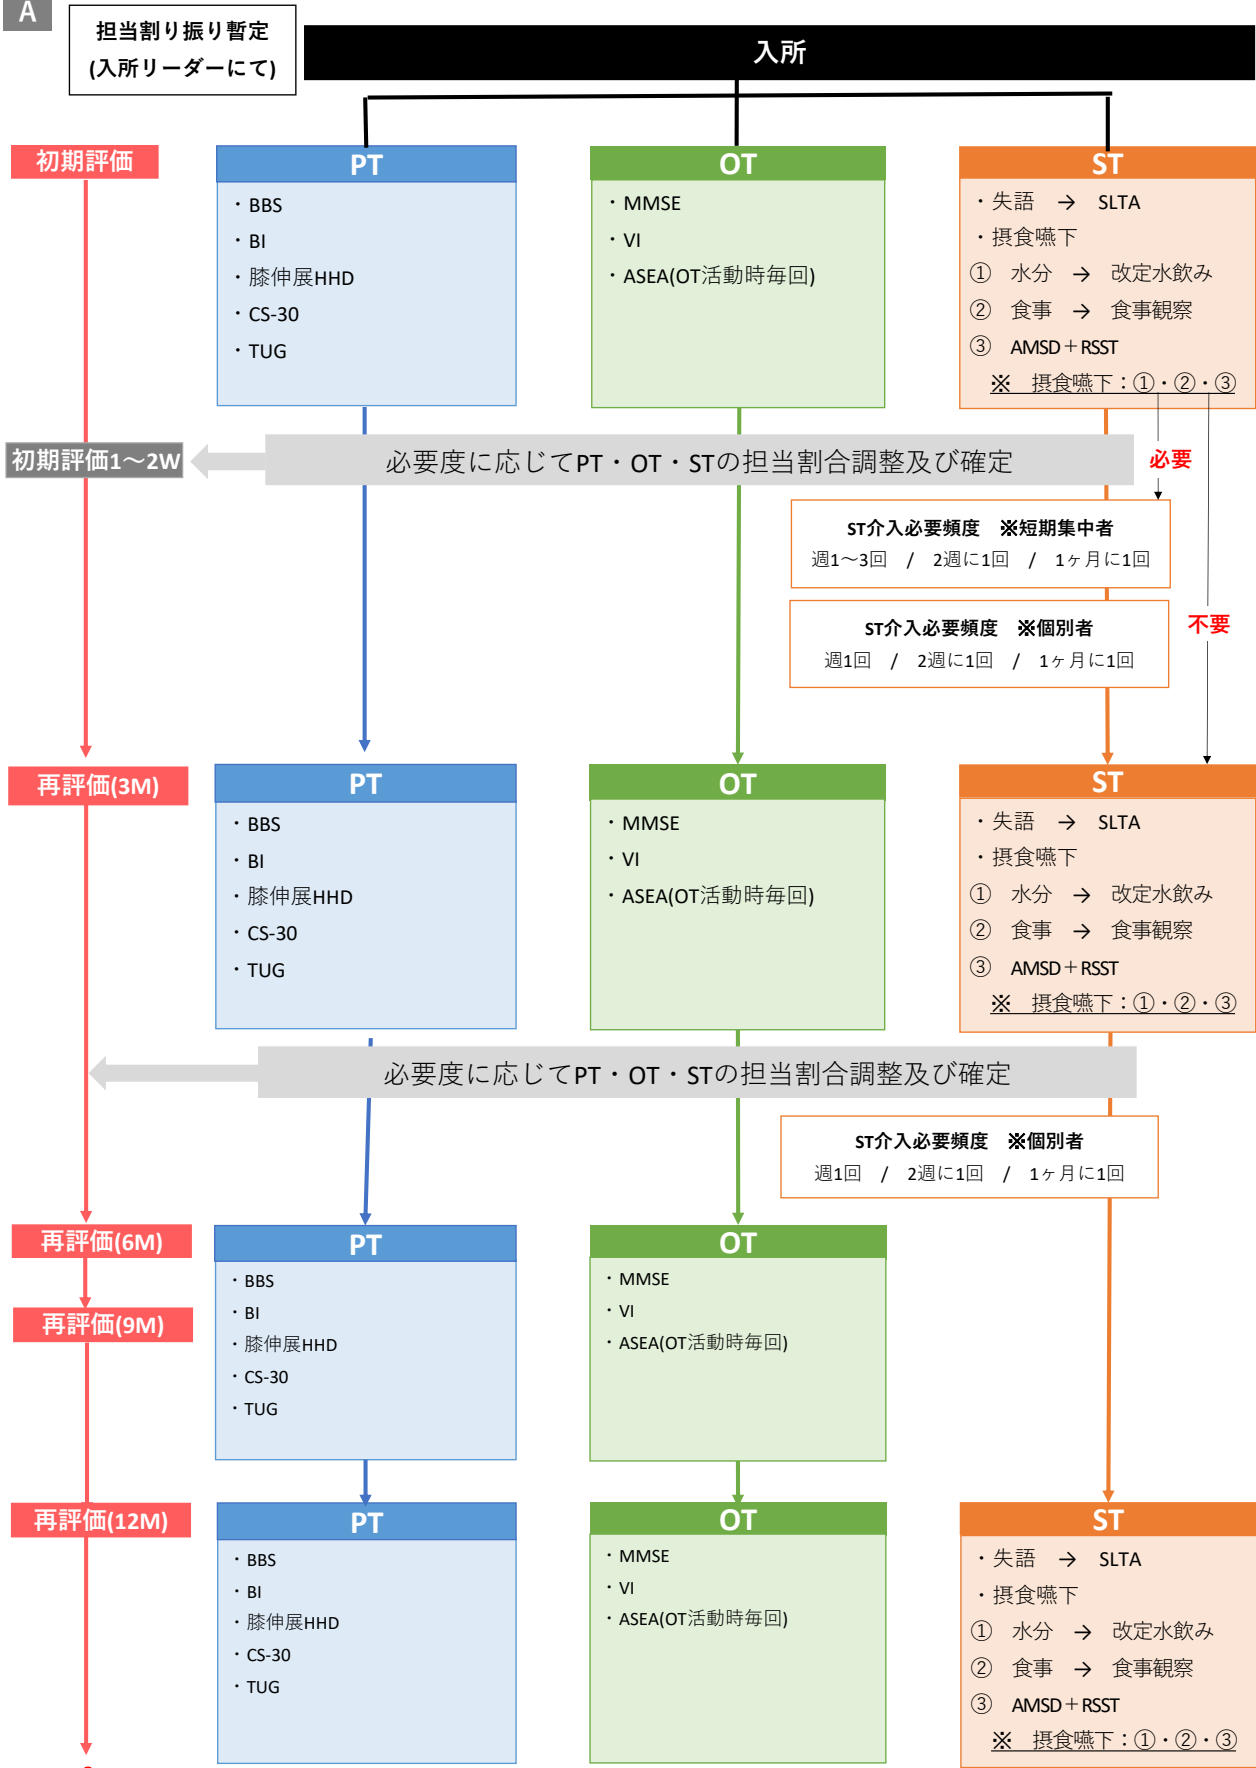 A
担当割り振り暫定
(入所リーダーにて)
入所
初期評価
PT
・BBS
・BI
・膝伸展HHD
・CS-30
・TUG
OT
・MMSE
・VI
・ASEA(OT活動時毎回)
ST
・失語 → SLTA
・摂食嚥下
① 水分 → 改定水飲み
② 食事 → 食事観察
③ AMSD＋RSST
※ 摂食嚥下：①・②・③
初期評価1～2W
必要度に応じてPT・OT・STの担当割合調整及び確定
必要
ST介入必要頻度 ※短期集中者
週1～3回 / 2週に1回 / 1ヶ月に1回
ST介入必要頻度 ※個別者
週1回 / 2週に1回 / 1ヶ月に1回
不要
再評価(3M)
PT
・BBS
・BI
・膝伸展HHD
・CS-30
・TUG
OT
・MMSE
・VI
・ASEA(OT活動時毎回)
ST
・失語 → SLTA
・摂食嚥下
① 水分 → 改定水飲み
② 食事 → 食事観察
③ AMSD＋RSST
※ 摂食嚥下：①・②・③
必要度に応じてPT・OT・STの担当割合調整及び確定
ST介入必要頻度 ※個別者
週1回 / 2週に1回 / 1ヶ月に1回
再評価(6M)
再評価(9M)
PT
・BBS
・BI
・膝伸展HHD
・CS-30
・TUG
OT
・MMSE
・VI
・ASEA(OT活動時毎回)
再評価(12M)
PT
・BBS
・BI
・膝伸展HHD
・CS-30
・TUG
OT
・MMSE
・VI
・ASEA(OT活動時毎回)
ST
・失語 → SLTA
・摂食嚥下
① 水分 → 改定水飲み
② 食事 → 食事観察
③ AMSD＋RSST
※ 摂食嚥下：①・②・③